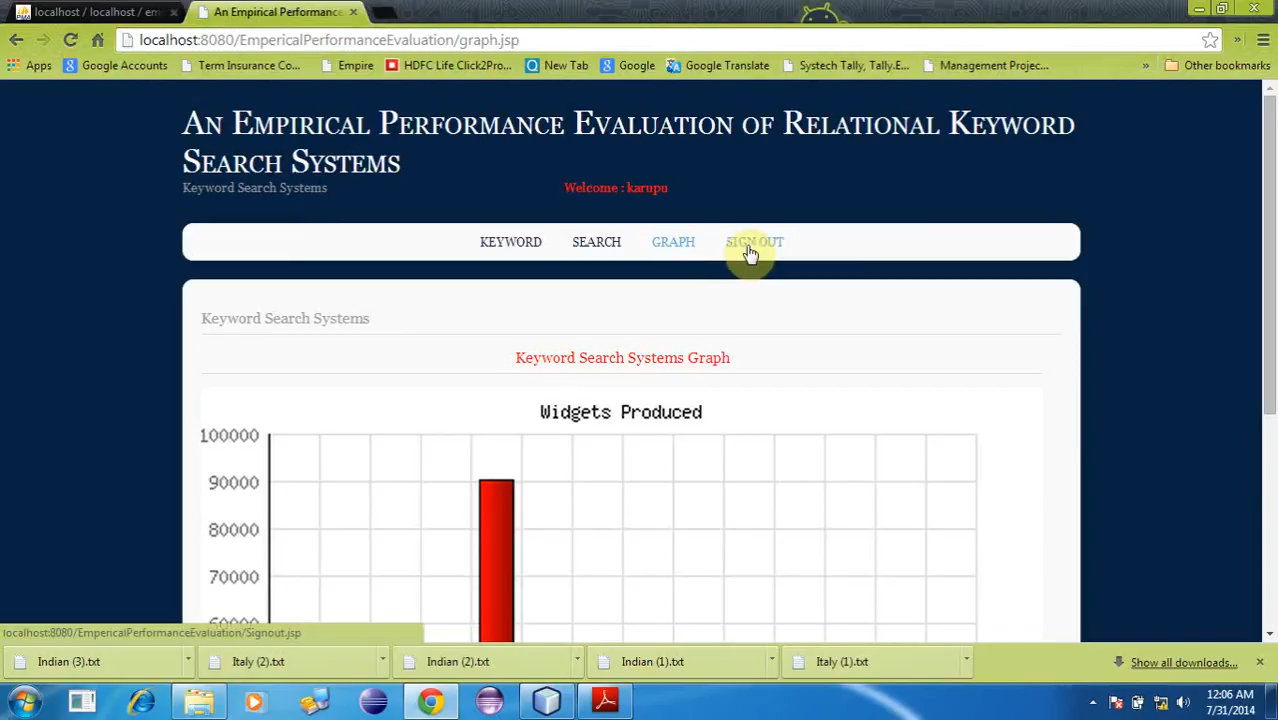 localhost / localhost / em
An Empirical Performance
localhost:8080/EmpericalPerformanceEvaluation/graph.jsp
Apps Google Accounts Term Insurance Co... Empire HDFC Life Click2Pro... New Tab Google Google Translate Systech Tally, Tally.E... Management Projec... » Other bookmarks
An Empirical Performance Evaluation of Relational Keyword
Search Systems
Keyword Search Systems
Welcome : karupu
KEYWORD SEARCH GRAPH SIGN OUT
Keyword Search Systems
Keyword Search Systems Graph
Widgets Produced
100000
90000
80000
70000
60000
localhost:8080/EmpericalPerformanceEvaluation/Signout.jsp
Indian (3).txt Italy (2).txt Indian (2).txt Indian (1).txt Italy (1).txt Show all downloads...
12:06 AM
7/31/2014